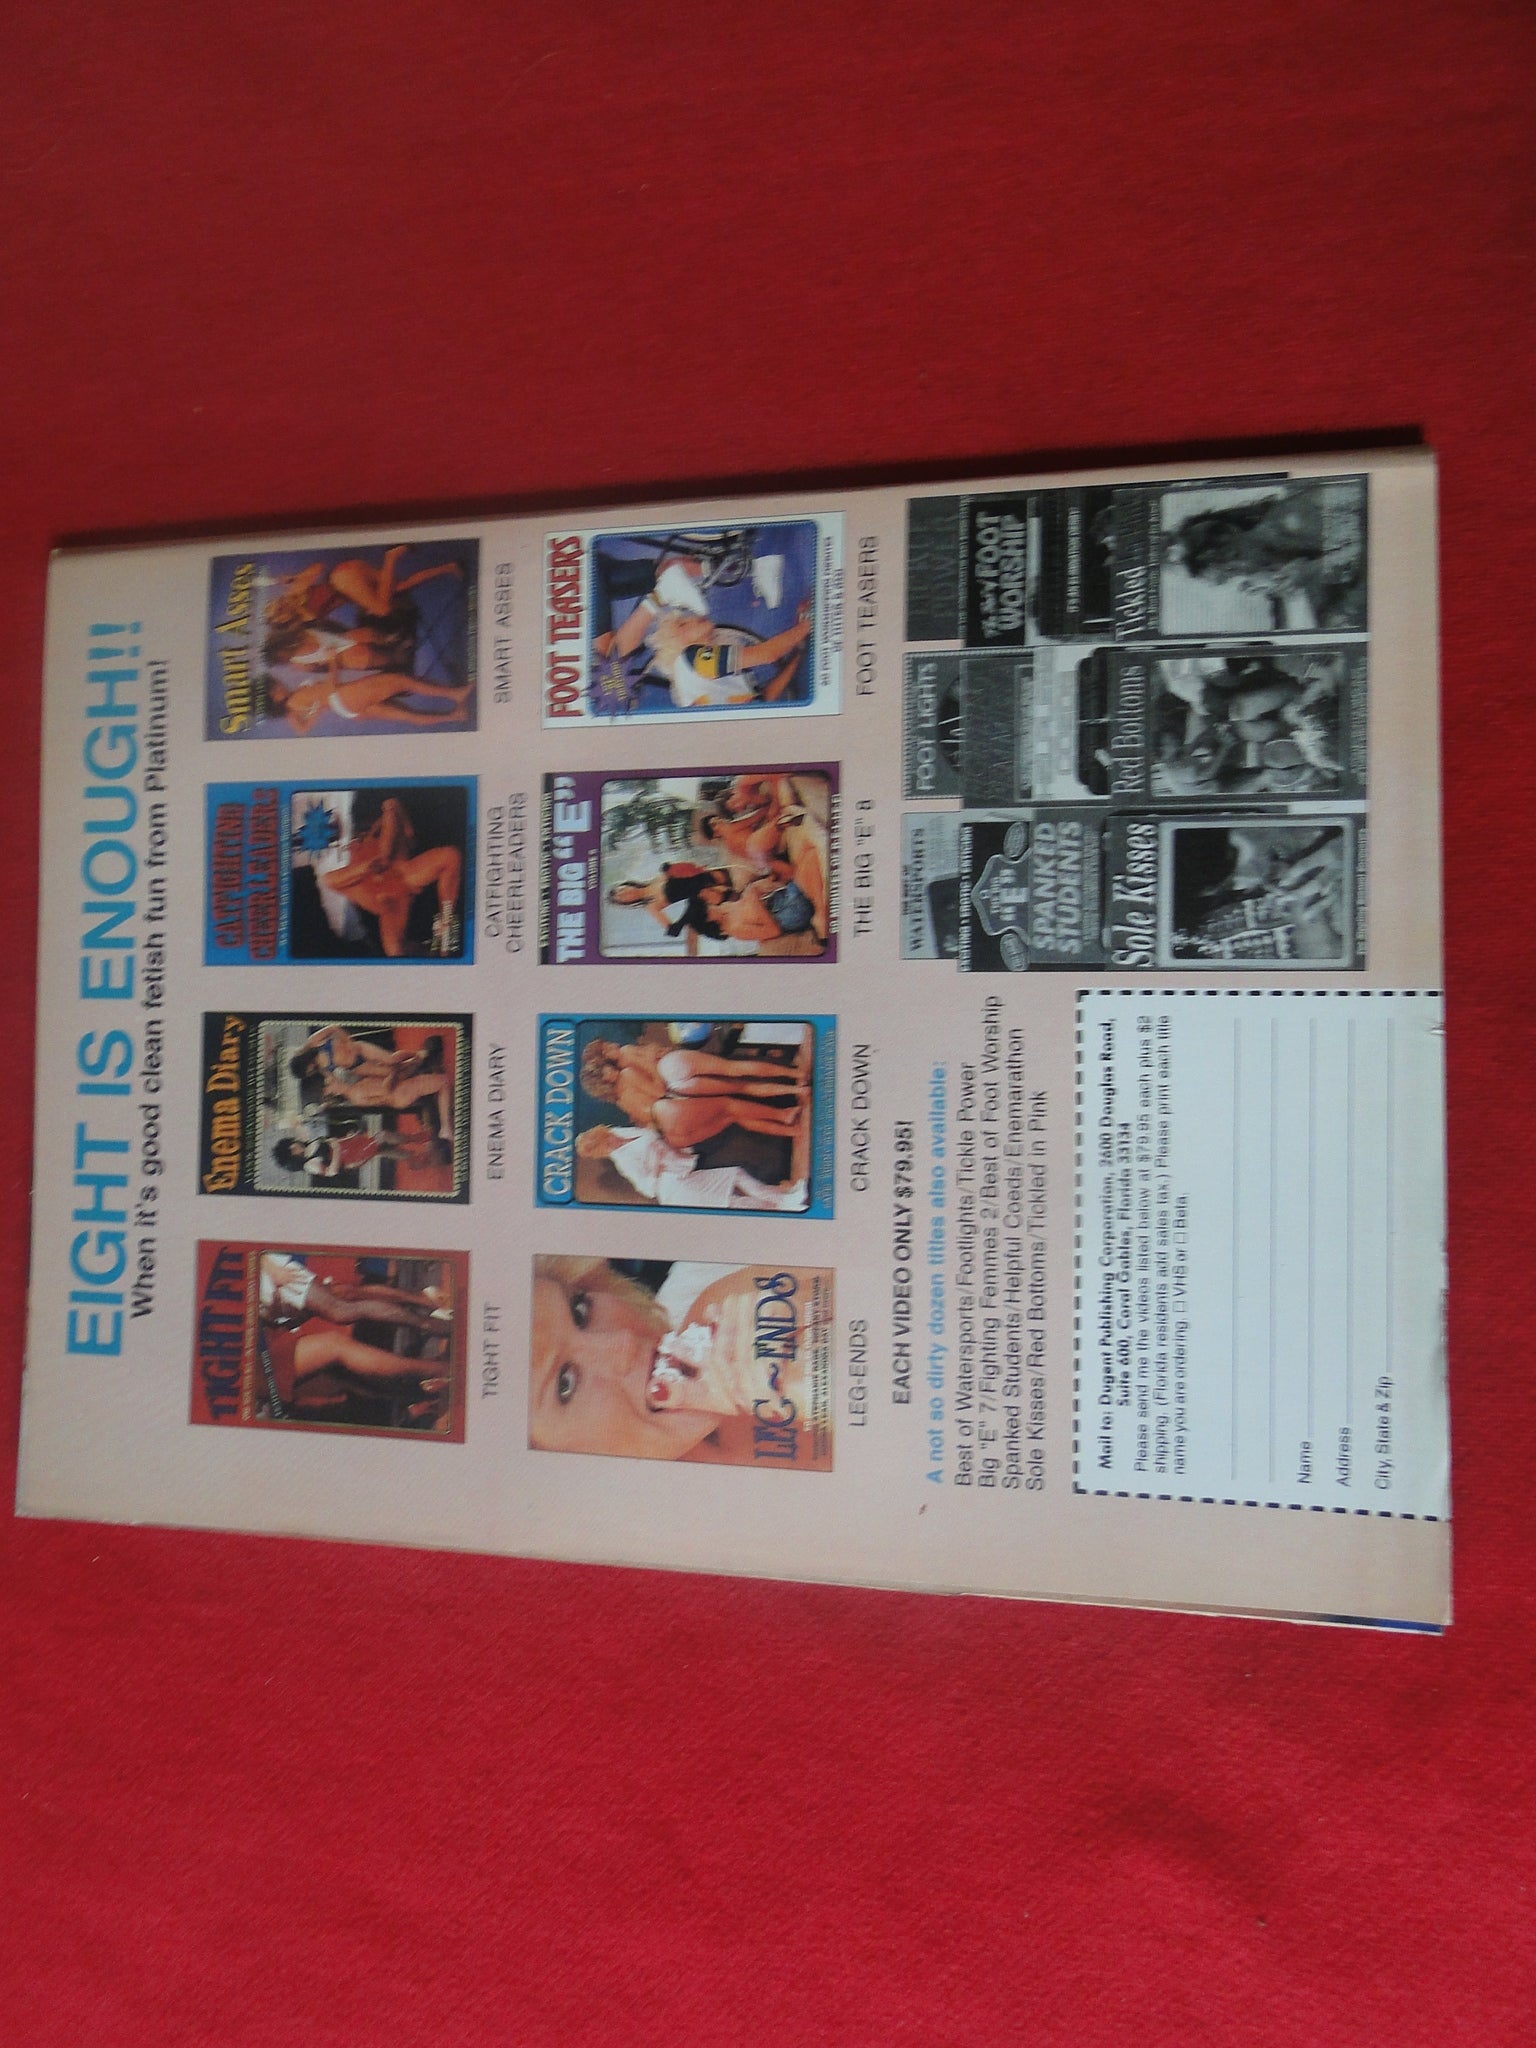 EIGHT IS ENOUGH!!
When it's good clean fetish fun from Platinum!
TIGHT FIT
Enema Diary
CATFIGHTING
CHEERLEADERS
Smart Asses
TIGHT FIT
ENEMA DIARY
CATFIGHTING
CHEERLEADERS
SMART ASSES
LEG~ENDS
CRACK DOWN
THE BIG "E"
FOOT TEASERS
LEG-ENDS
CRACK DOWN
THE BIG "E" 8
FOOT TEASERS
EACH VIDEO ONLY $79.95!
A not so dirty dozen titles also available:
Best of Watersports/Footlights/Tickle Power
Big "E" 7/Fighting Femmes 2/Best of Foot Worship
Spanked Students/Helpful Coeds/Enemarathon
Sole Kisses/Red Bottoms/Tickled in Pink
WATERSPORTS
FOOT LIGHTS
"E"
FOOT
WORSHIP
SPANKED
STUDENTS
Sole Kisses
Red Bottoms
Tickled
Mail to: Dugent Publishing Corporation, 2600 Douglas Road,
Suite 600, Coral Gables, Florida 33134
Please send me the videos listed below at $79.95 each plus $2
shipping. (Florida residents add sales tax.) Please print each title
name you are ordering. □ VHS or □ Beta.
Name
Address
City, State & Zip